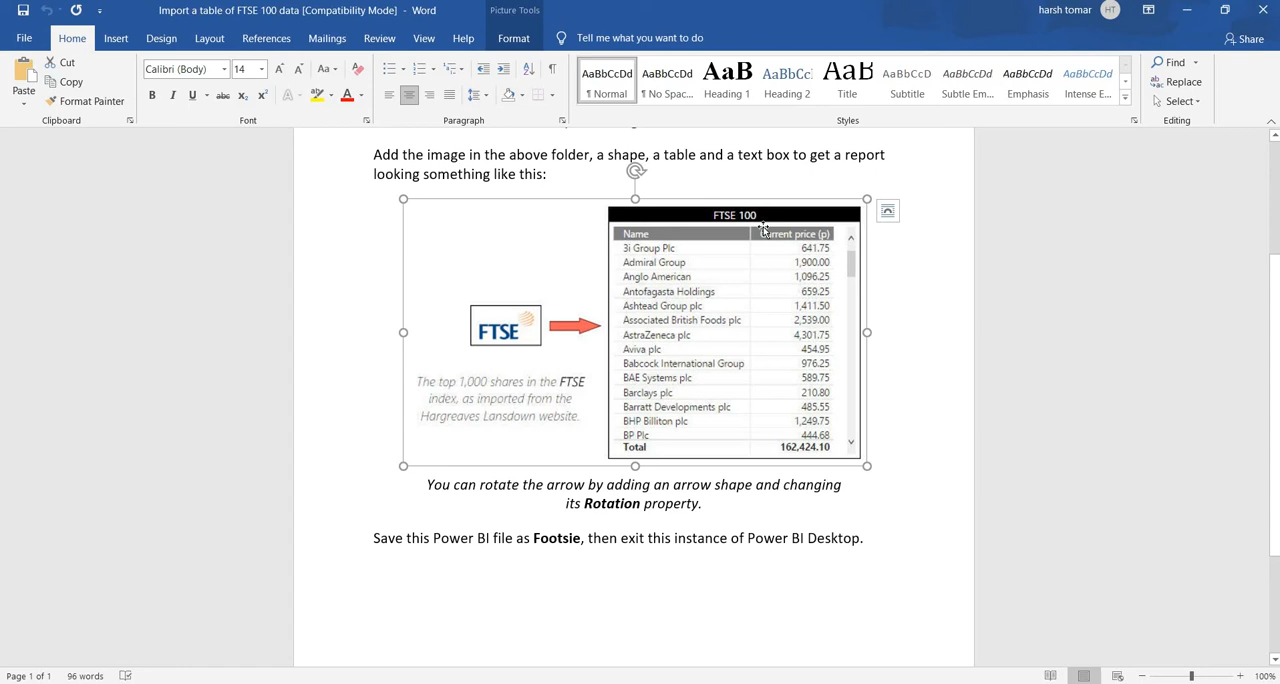 Import a table of FTSE 100 data [Compatibility Mode] - Word
Picture Tools
harsh tomar
HT
File
Home
Insert
Design
Layout
References
Mailings
Review
View
Help
Format
Tell me what you want to do
Share
Paste
Cut
Copy
Format Painter
Clipboard
Calibri (Body)
14
Font
Paragraph
AaBbCcDd
¶ Normal
AaBbCcDd
¶ No Spac...
AaB
Heading 1
AaBbCc
Heading 2
AaB
Title
AaBbCcD
Subtitle
AaBbCcDd
Subtle Em...
AaBbCcDd
Emphasis
AaBbCcDd
Intense E...
Styles
Find
Replace
Select
Editing
Add the image in the above folder, a shape, a table and a text box to get a report
looking something like this:
FTSE 100
Name Current price (p)
3i Group Plc 641.75
Admiral Group 1,900.00
Anglo American 1,096.25
Antofagasta Holdings 659.25
Ashtead Group plc 1,411.50
Associated British Foods plc 2,539.00
AstraZeneca plc 4,301.75
Aviva plc 454.95
Babcock International Group 976.25
BAE Systems plc 589.75
Barclays plc 210.80
Barratt Developments plc 485.55
BHP Billiton plc 1,249.75
BP Plc 444.68
Total 162,424.10
FTSE
The top 1,000 shares in the FTSE
index, as imported from the
Hargreaves Lansdown website.
You can rotate the arrow by adding an arrow shape and changing
its Rotation property.
Save this Power BI file as Footsie, then exit this instance of Power BI Desktop.
Page 1 of 1 96 words
100%